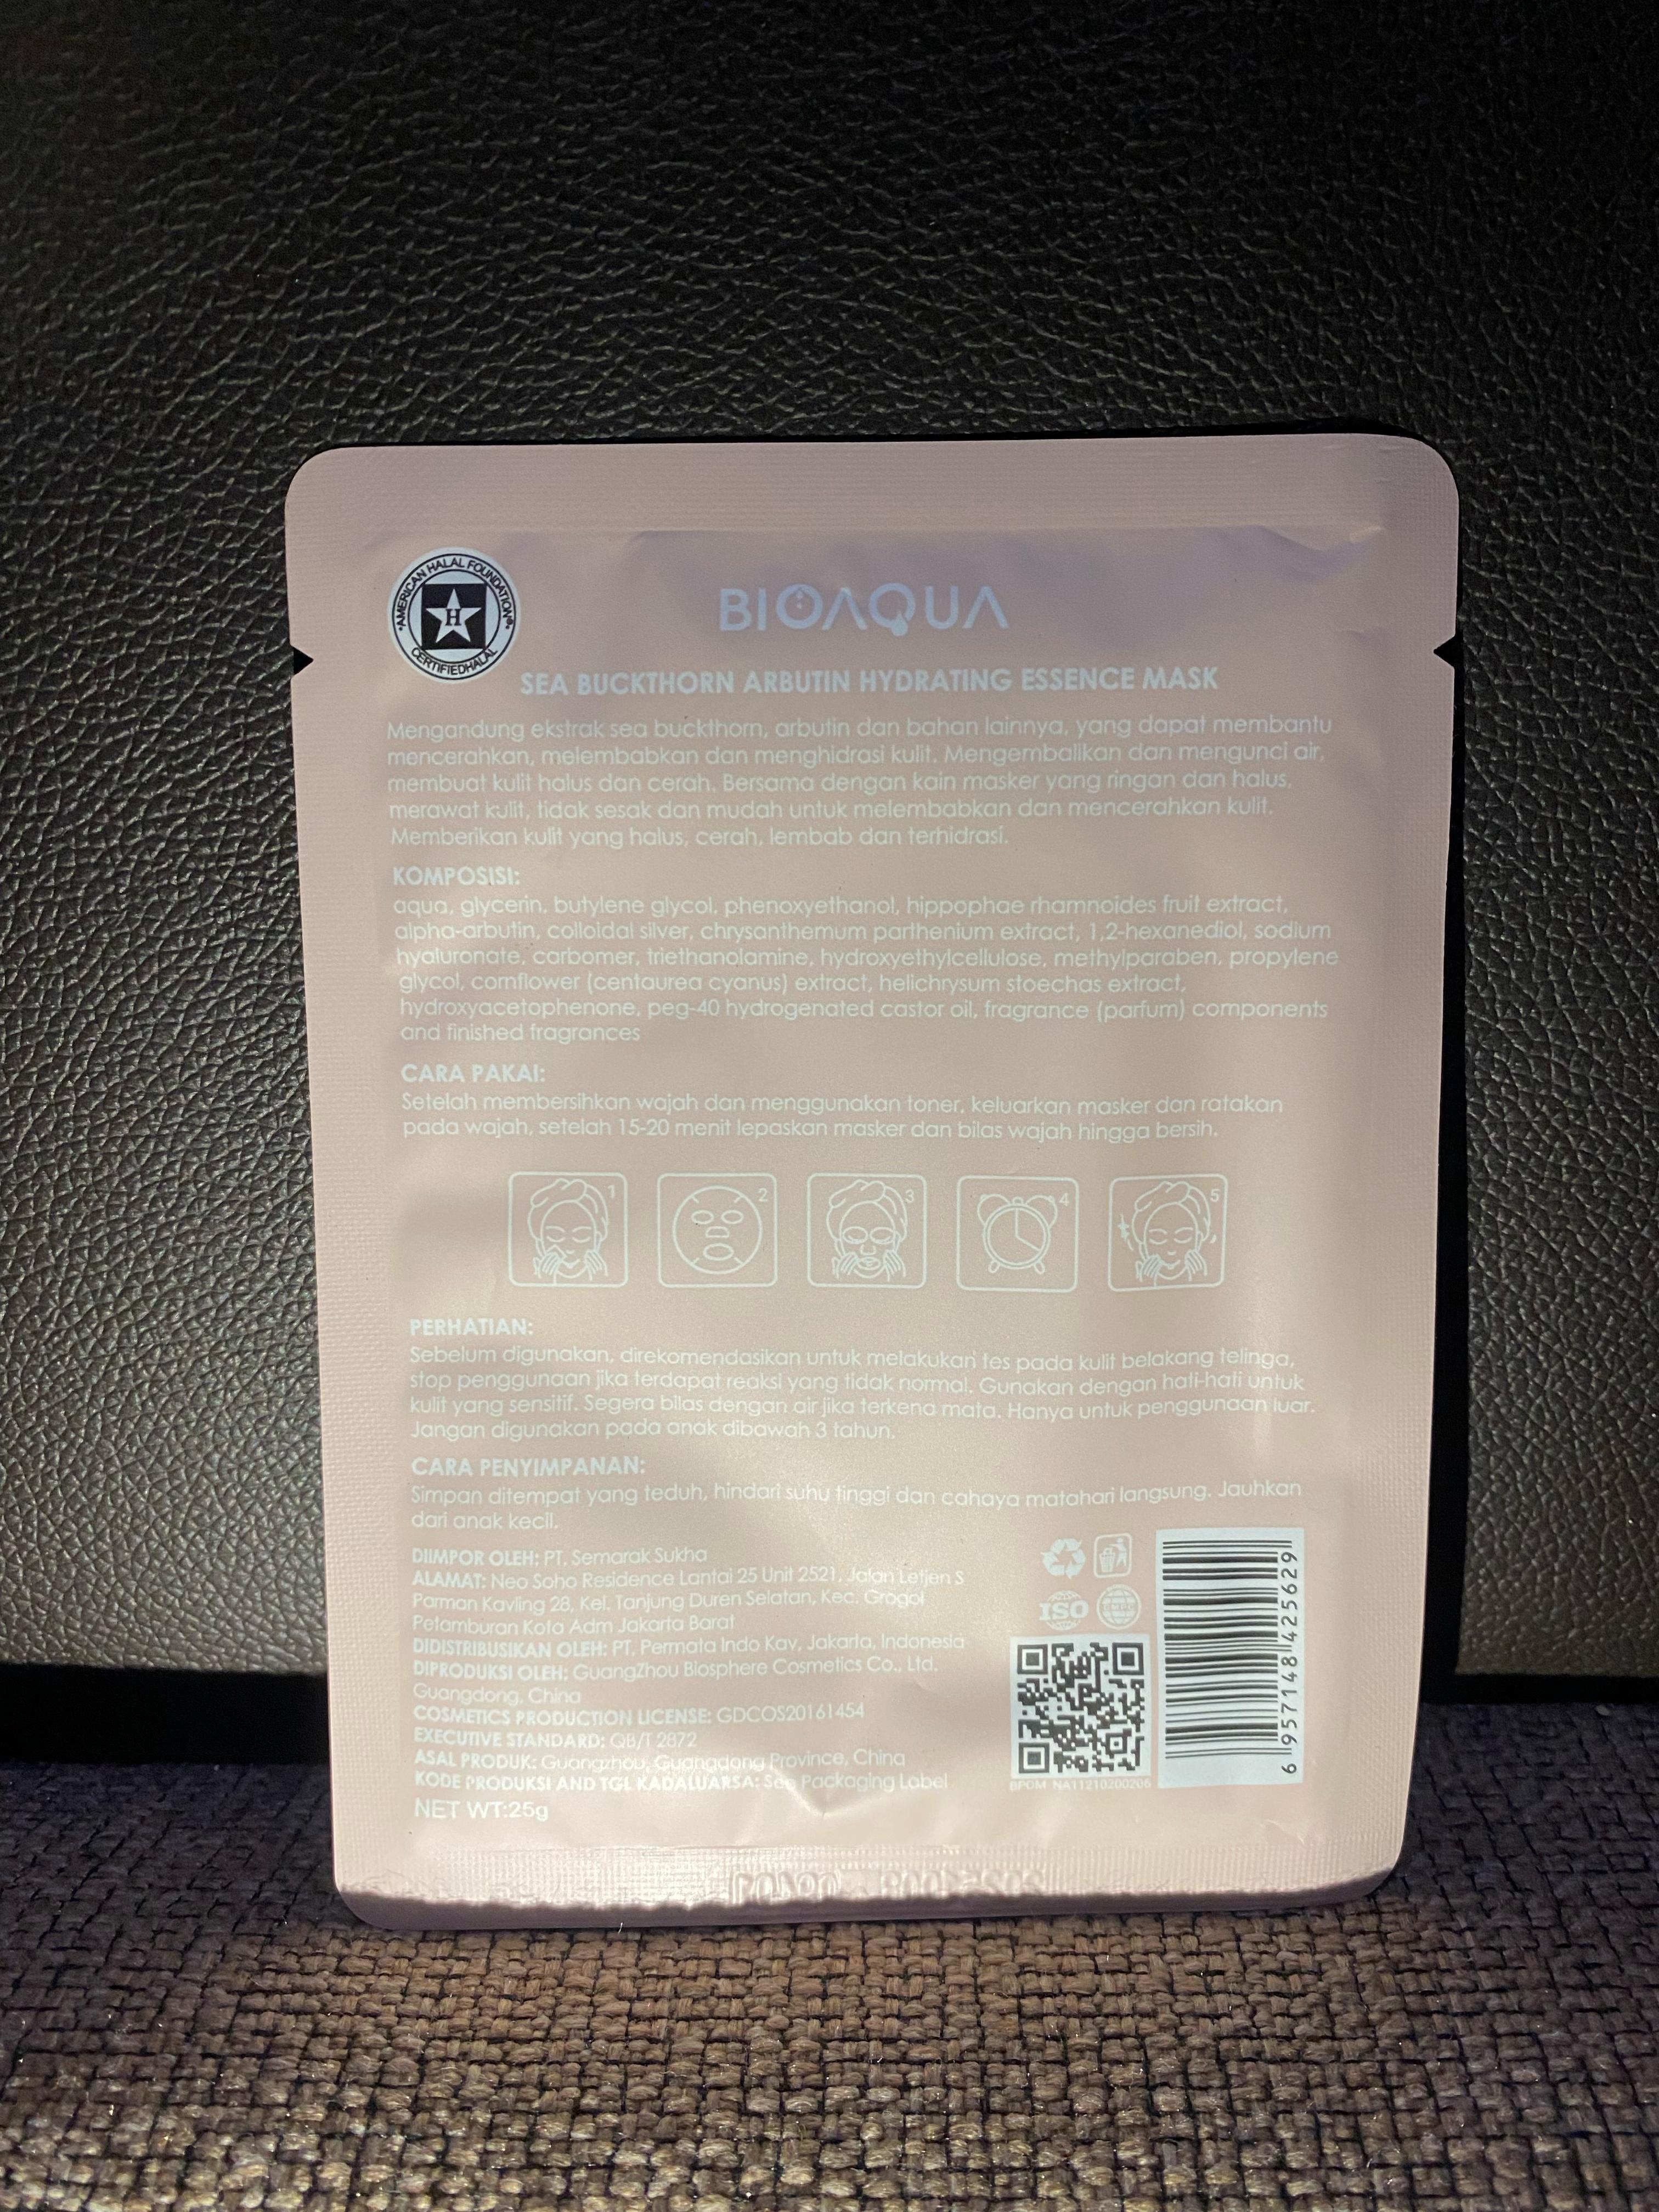 AMERICAN HALAL FOUNDATION®
H
CERTIFIEDHALAL
BIOAQUA
SEA BUCKTHORN ARBUTIN HYDRATING ESSENCE MASK
Mengandung ekstrak sea buckthorn, arbutin dan bahan lainnya, yang dapat membantu
mencerahkan, melembabkan dan menghidrasi kulit. Mengembalikan dan mengunci air,
membuat kulit halus dan cerah. Bersama dengan kain masker yang ringan dan halus,
merawat kulit, tidak sesak dan mudah untuk melembabkan dan mencerahkan kulit.
Memberikan kulit yang halus, cerah, lembab dan terhidrasi.
KOMPOSISI:
aqua, glycerin, butylene glycol, phenoxyethanol, hippophae rhamnoides fruit extract,
alpha-arbutin, colloidal silver, chrysanthemum parthenium extract, 1,2-hexanediol, sodium
hyaluronate, carbomer, triethanolamine, hydroxyethylcellulose, methylparaben, propylene
glycol, cornflower (centaurea cyanus) extract, helichrysum stoechas extract,
hydroxyacetophenone, peg-40 hydrogenated castor oil, fragrance (parfum) components
and finished fragrances
CARA PAKAI:
Setelah membersihkan wajah dan menggunakan toner, keluarkan masker dan ratakan
pada wajah, setelah 15-20 menit lepaskan masker dan bilas wajah hingga bersih.
1 2 3 4 5
PERHATIAN:
Sebelum digunakan, direkomendasikan untuk melakukan tes pada kulit belakang telinga,
stop penggunaan jika terdapat reaksi yang tidak normal. Gunakan dengan hati-hati untuk
kulit yang sensitif. Segera bilas dengan air jika terkena mata. Hanya untuk penggunaan luar.
Jangan digunakan pada anak dibawah 3 tahun.
CARA PENYIMPANAN:
Simpan ditempat yang teduh, hindari suhu tinggi dan cahaya matahari langsung. Jauhkan
dari anak kecil.
DIIMPOR OLEH: PT. Semarak Sukha
ALAMAT: Neo Soho Residence Lantai 25 Unit 2521, Jalan Letjen S
Parman Kavling 28, Kel. Tanjung Duren Selatan, Kec. Grogol
Petamburan Kota Adm Jakarta Barat
DIDISTRIBUSIKAN OLEH: PT. Permata Indo Kav, Jakarta, Indonesia
DIPRODUKSI OLEH: GuangZhou Biosphere Cosmetics Co., Ltd.
Guangdong, China
COSMETICS PRODUCTION LICENSE: GDCOS20161454
EXECUTIVE STANDARD: QB/T 2872
ASAL PRODUK: Guangzhou, Guangdong Province, China
KODE PRODUKSI AND TGL KADALUARSA: See Packaging Label
NET WT:25g
ISO
GMPC
BPOM NA11210200206
6957148425629